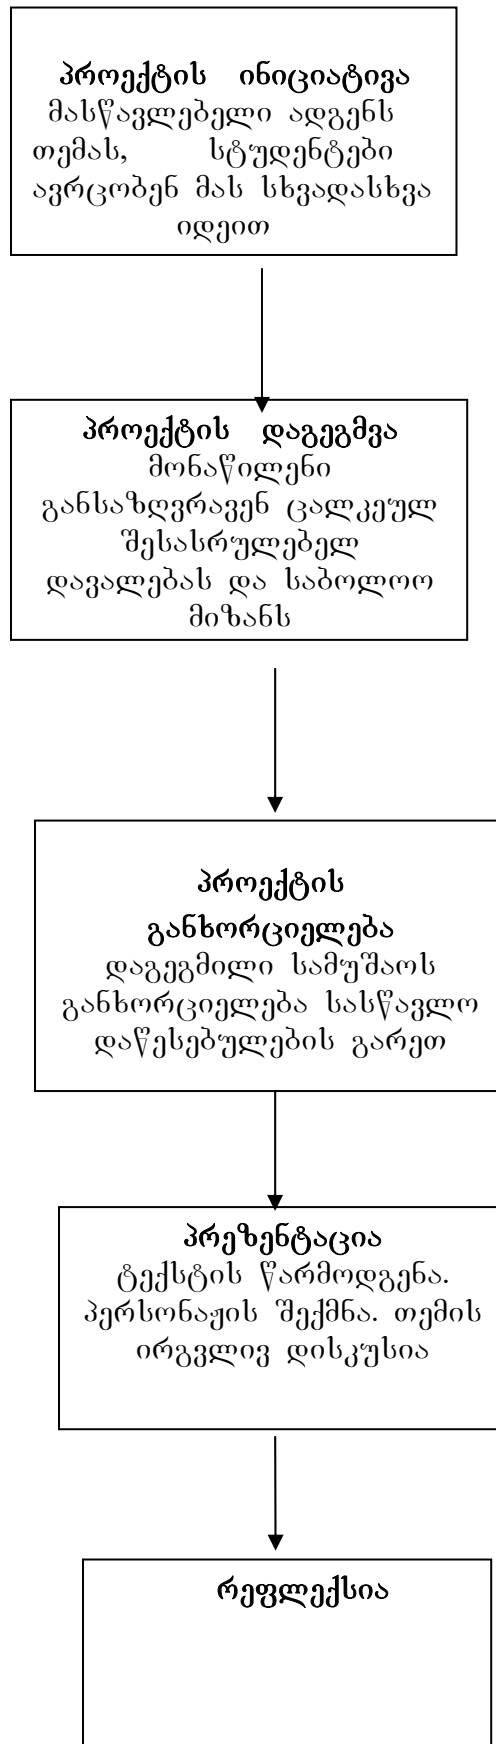 პროექტის ინიციატივა
მასწავლებელი ადგენს
თემას, სტუდენტები
ავრცობენ მას სხვადასხვა
იდეით
პროექტის დაგეგმვა
მონაწილენი
განსაზღვრავენ ცალკეულ
შესასრულებელ
დავალებას და საბოლოო
მიზანს
პროექტის
განხორციელება
დაგეგმილი სამუშაოს
განხორციელება სასწავლო
დაწესებულების გარეთ
პრეზენტაცია
ტექსტის წარმოდგენა.
პერსონაჟის შექმნა. თემის
ირგვლივ დისკუსია
რეფლექსია